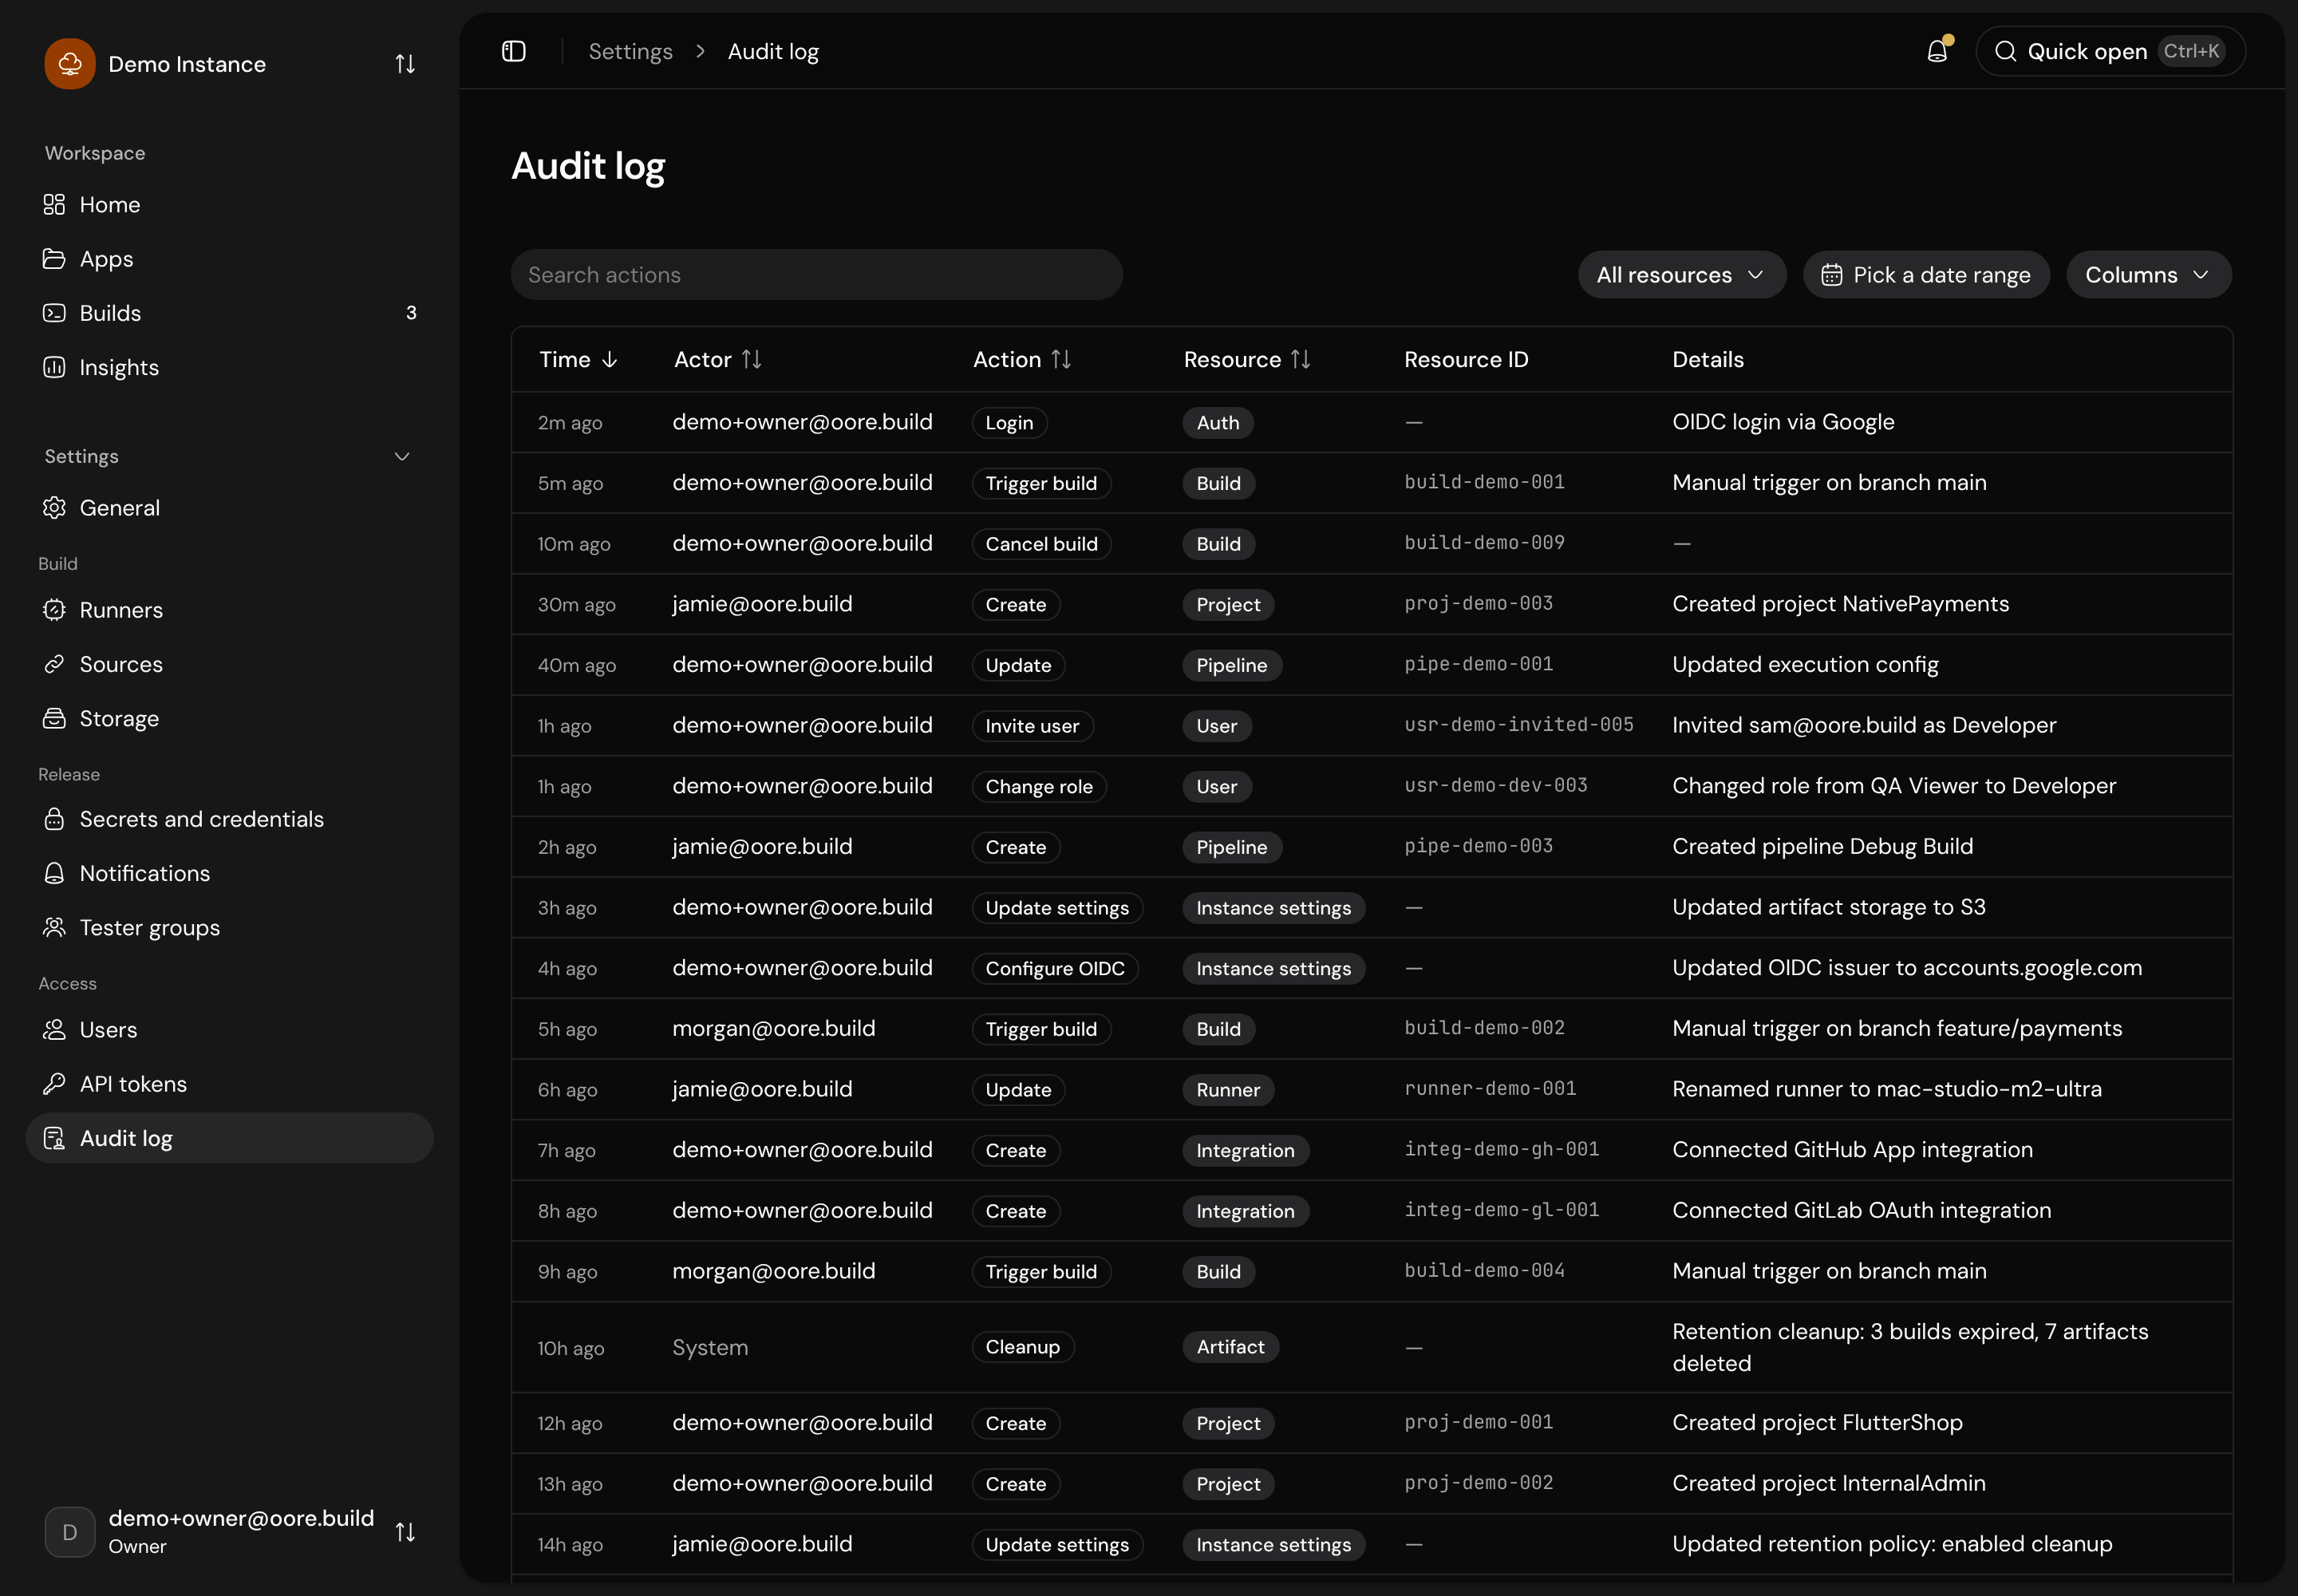 Demo Instance
Workspace
Home
Apps
Builds 3
Insights
Settings
General
Build
Runners
Sources
Storage
Release
Secrets and credentials
Notifications
Tester groups
Access
Users
API tokens
Audit log
D
demo+owner@oore.build
Owner
Settings > Audit log
Quick open Ctrl+K
Audit log
Search actions
All resources
Pick a date range
Columns
Time Actor Action Resource Resource ID Details
2m ago demo+owner@oore.build Login Auth — OIDC login via Google
5m ago demo+owner@oore.build Trigger build Build build-demo-001 Manual trigger on branch main
10m ago demo+owner@oore.build Cancel build Build build-demo-009 —
30m ago jamie@oore.build Create Project proj-demo-003 Created project NativePayments
40m ago demo+owner@oore.build Update Pipeline pipe-demo-001 Updated execution config
1h ago demo+owner@oore.build Invite user User usr-demo-invited-005 Invited sam@oore.build as Developer
1h ago demo+owner@oore.build Change role User usr-demo-dev-003 Changed role from QA Viewer to Developer
2h ago jamie@oore.build Create Pipeline pipe-demo-003 Created pipeline Debug Build
3h ago demo+owner@oore.build Update settings Instance settings — Updated artifact storage to S3
4h ago demo+owner@oore.build Configure OIDC Instance settings — Updated OIDC issuer to accounts.google.com
5h ago morgan@oore.build Trigger build Build build-demo-002 Manual trigger on branch feature/payments
6h ago jamie@oore.build Update Runner runner-demo-001 Renamed runner to mac-studio-m2-ultra
7h ago demo+owner@oore.build Create Integration integ-demo-gh-001 Connected GitHub App integration
8h ago demo+owner@oore.build Create Integration integ-demo-gl-001 Connected GitLab OAuth integration
9h ago morgan@oore.build Trigger build Build build-demo-004 Manual trigger on branch main
10h ago System Cleanup Artifact — Retention cleanup: 3 builds expired, 7 artifacts
deleted
12h ago demo+owner@oore.build Create Project proj-demo-001 Created project FlutterShop
13h ago demo+owner@oore.build Create Project proj-demo-002 Created project InternalAdmin
14h ago jamie@oore.build Update settings Instance settings — Updated retention policy: enabled cleanup